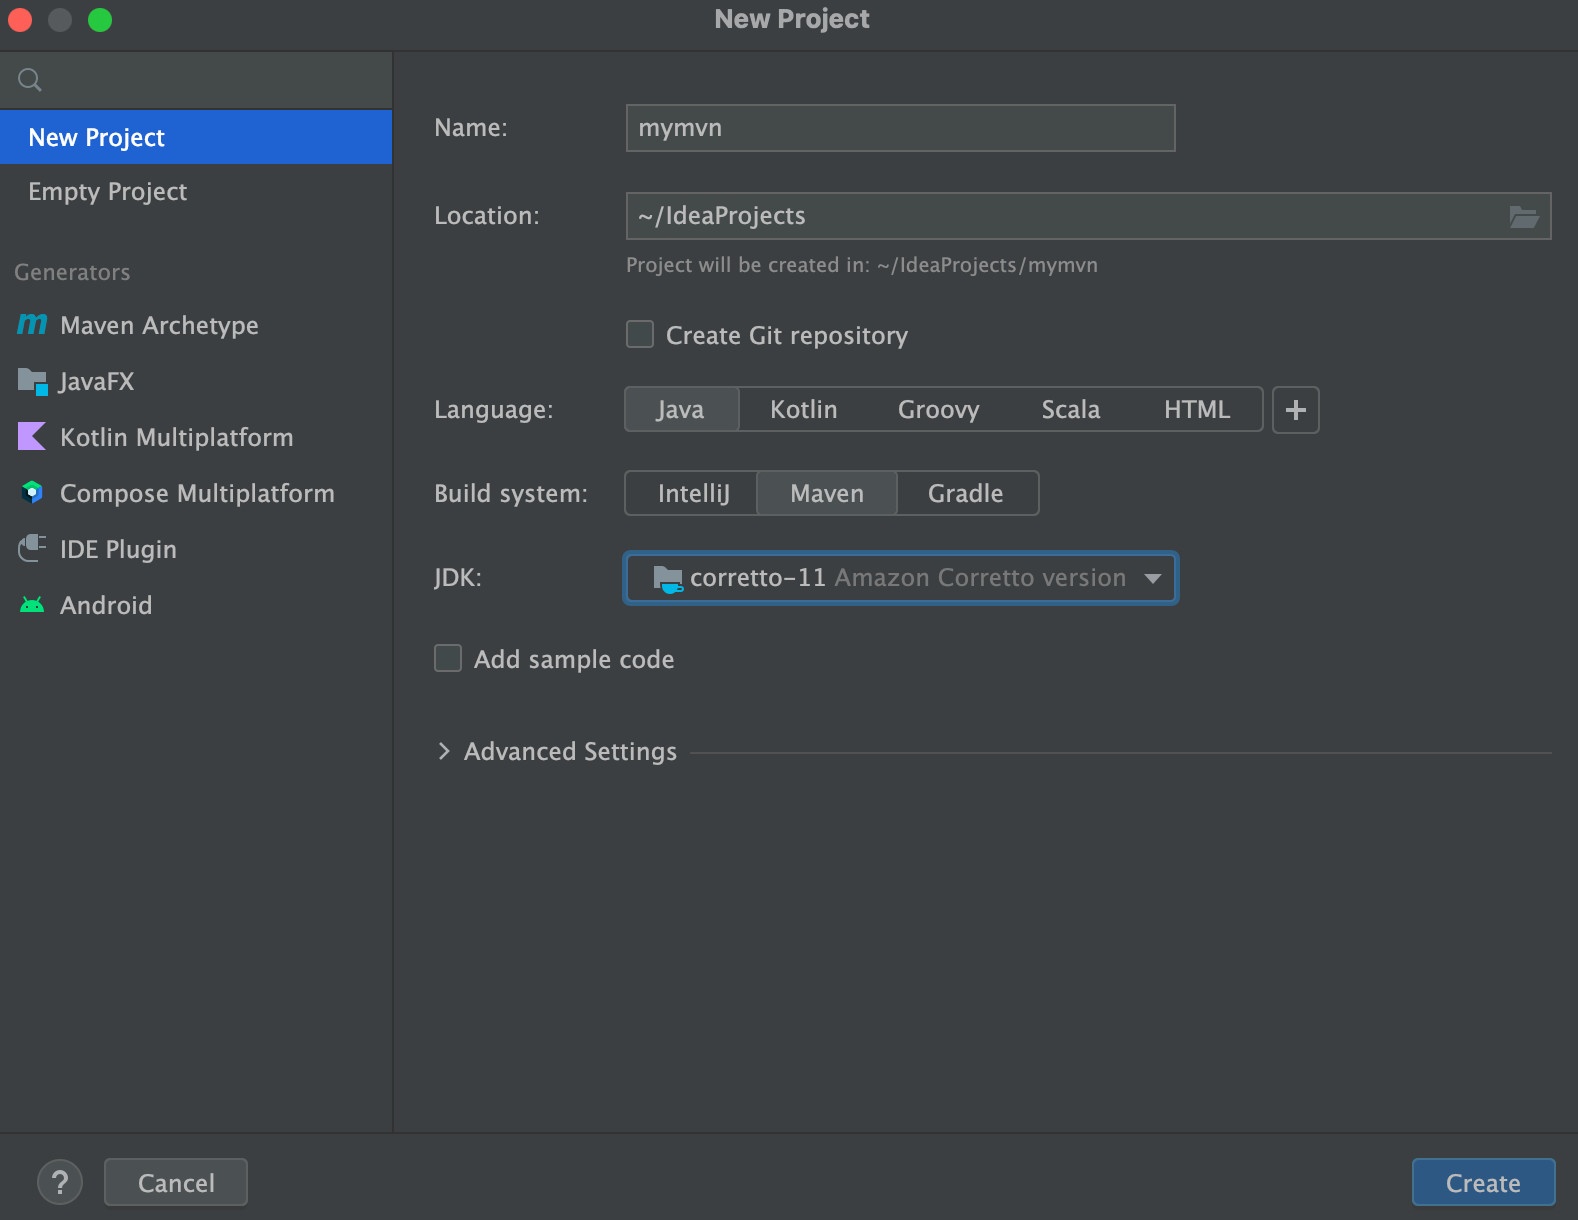 New Project
New Project
Empty Project
Generators
m Maven Archetype
JavaFX
Kotlin Multiplatform
Compose Multiplatform
IDE Plugin
Android
Name: mymvn
Location: ~/IdeaProjects
Project will be created in: ~/IdeaProjects/mymvn
Create Git repository
Language: Java Kotlin Groovy Scala HTML +
Build system: IntelliJ Maven Gradle
JDK: corretto-11 Amazon Corretto version
Add sample code
Advanced Settings
? Cancel Create